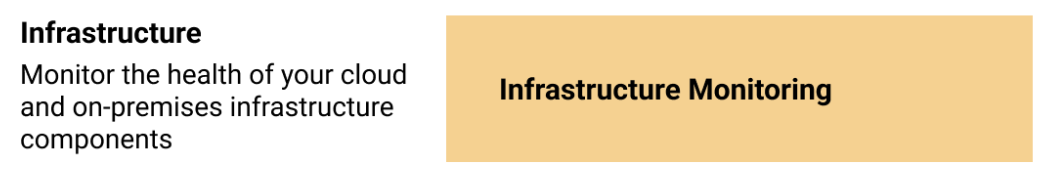 Infrastructure
Monitor the health of your cloud
and on-premises infrastructure
components
Infrastructure Monitoring